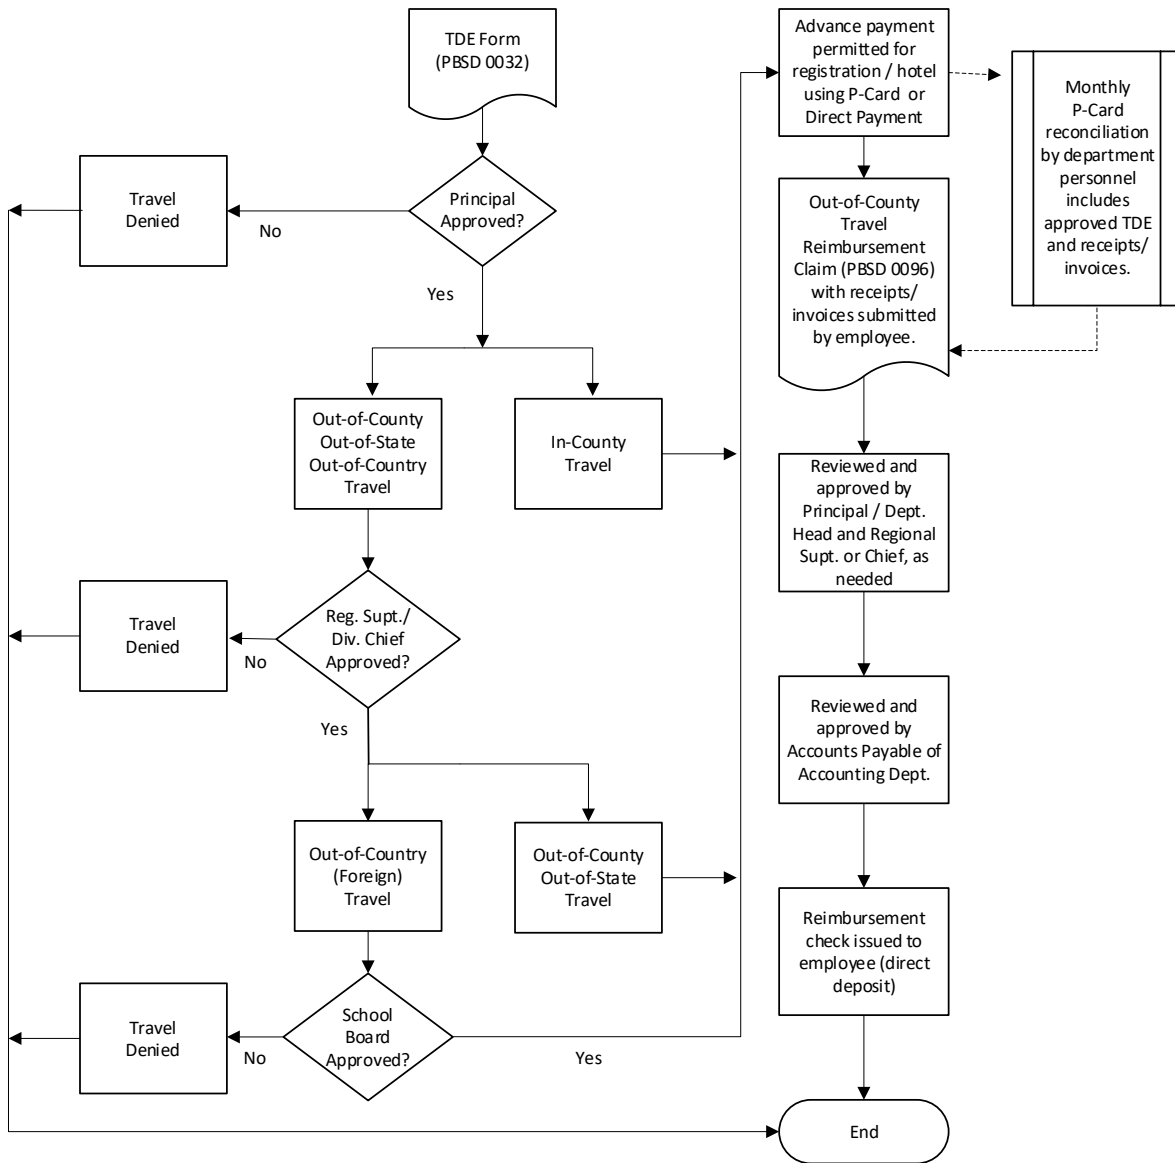 TDE Form
(PBSD 0032)
Principal
Approved?
No
Travel
Denied
Yes
Out-of-County
Out-of-State
Out-of-Country
Travel
In-County
Travel
Reg. Supt./
Div. Chief
Approved?
No
Travel
Denied
Yes
Out-of-Country
(Foreign)
Travel
Out-of-County
Out-of-State
Travel
School
Board
Approved?
No
Travel
Denied
Yes
Advance payment
permitted for
registration / hotel
using P-Card or
Direct Payment
Monthly
P-Card
reconciliation
by department
personnel
includes
approved TDE
and receipts/
invoices.
Out-of-County
Travel
Reimbursement
Claim (PBSD 0096)
with receipts/
invoices submitted
by employee.
Reviewed and
approved by
Principal / Dept.
Head and Regional
Supt. or Chief, as
needed
Reviewed and
approved by
Accounts Payable of
Accounting Dept.
Reimbursement
check issued to
employee (direct
deposit)
End